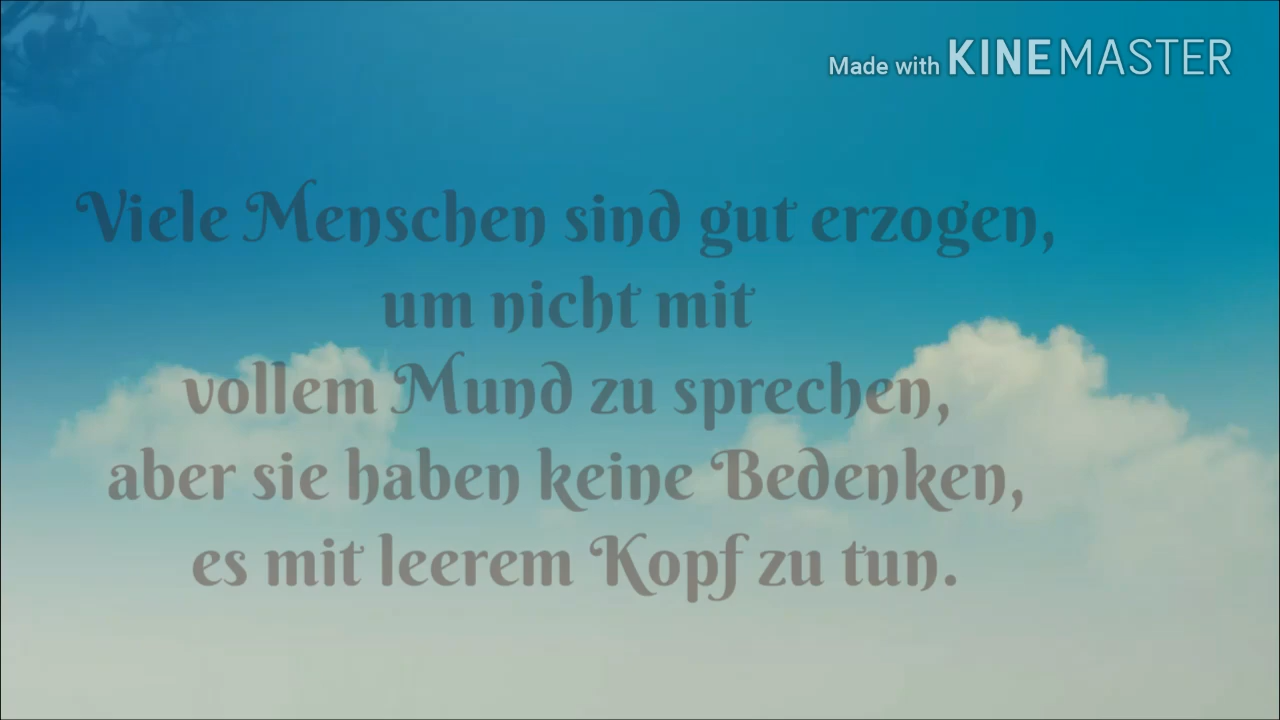 Made with KINEMASTER
Viele Menschen sind gut erzogen,
um nicht mit
vollem Mund zu sprechen,
aber sie haben keine Bedenken,
es mit leerem Kopf zu tun.